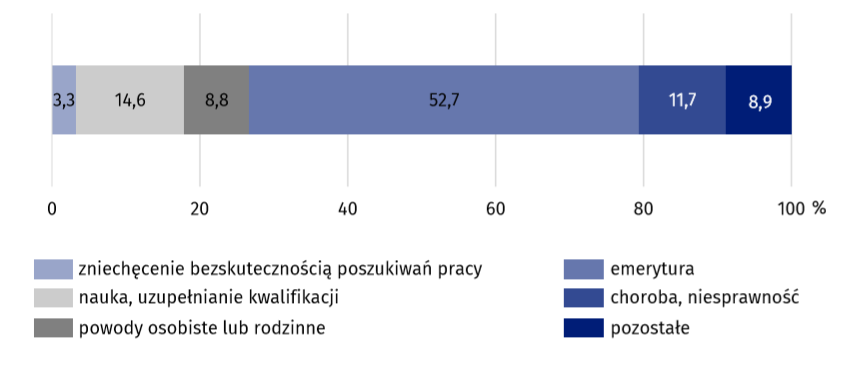 3,3 14,6 8,8 52,7 11,7 8,9
0 20 40 60 80 100 %
zniechęcenie bezskutecznością poszukiwań pracy
nauka, uzupełnianie kwalifikacji
powody osobiste lub rodzinne
emerytura
choroba, niesprawność
pozostałe